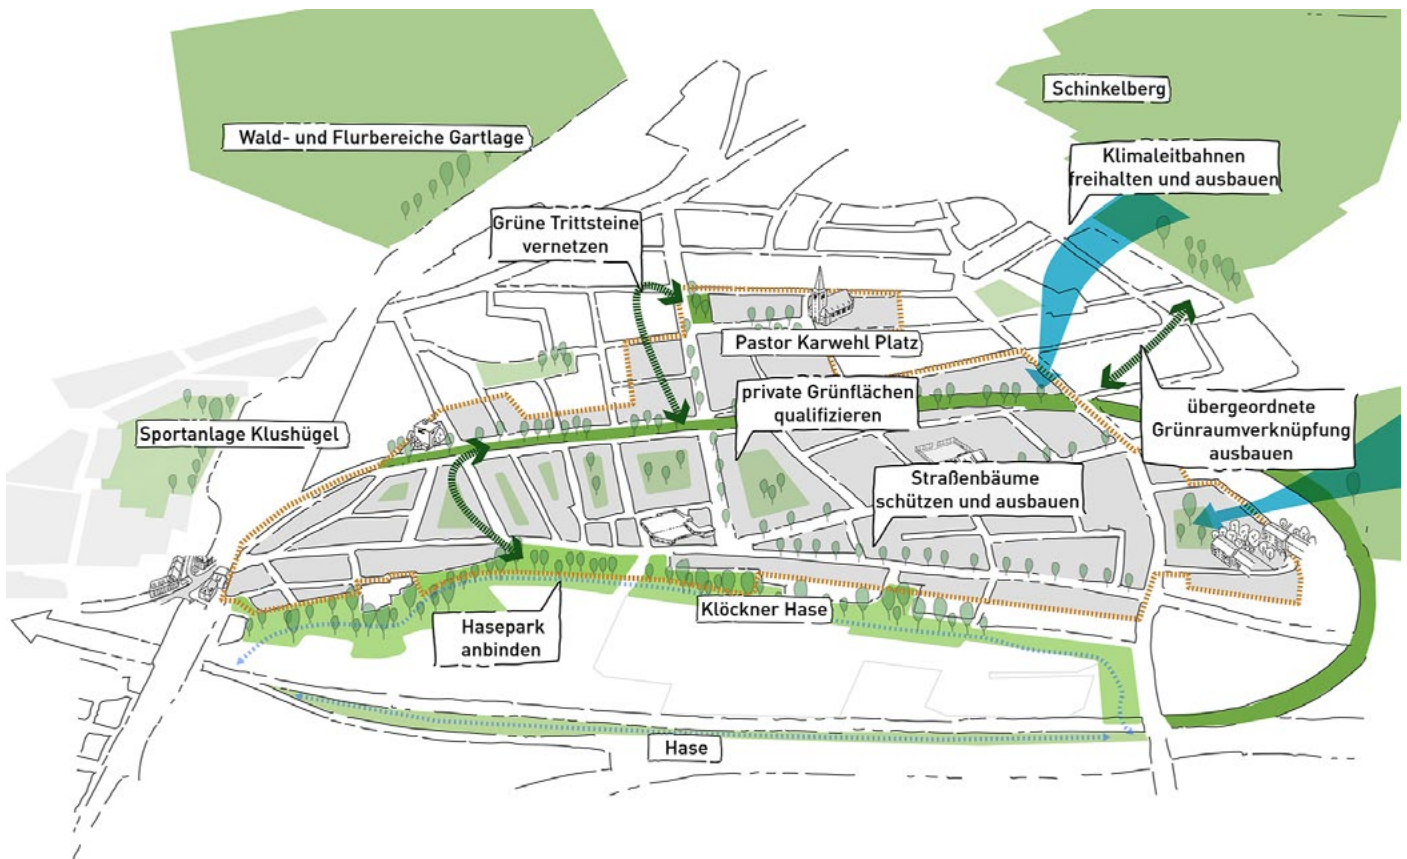 Schinkelberg
Wald- und Flurbereiche Gartlage
Klimaleitbahnen
freihalten und ausbauen
Grüne Trittsteine
vernetzen
Pastor Karwehl Platz
private Grünflächen
qualifizieren
übergeordnete
Grünraumverknüpfung
ausbauen
Sportanlage Klushügel
Straßenbäume
schützen und ausbauen
Klöckner Hase
Hasepark
anbinden
Hase